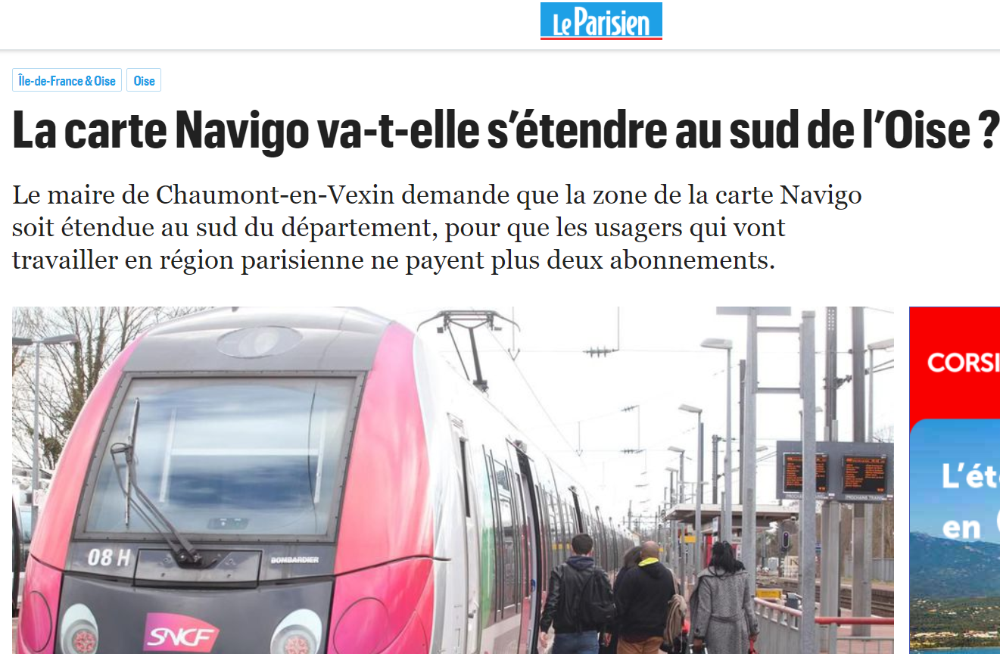 Le Parisien
Île-de-France & Oise
Oise
La carte Navigo va-t-elle s’étendre au sud de l’Oise ?
Le maire de Chaumont-en-Vexin demande que la zone de la carte Navigo
soit étendue au sud du département, pour que les usagers qui vont
travailler en région parisienne ne payent plus deux abonnements.
CORSI
L’ét
en
PROCHAINS TRAINS
08 H
BOMBARDIER
SNCF